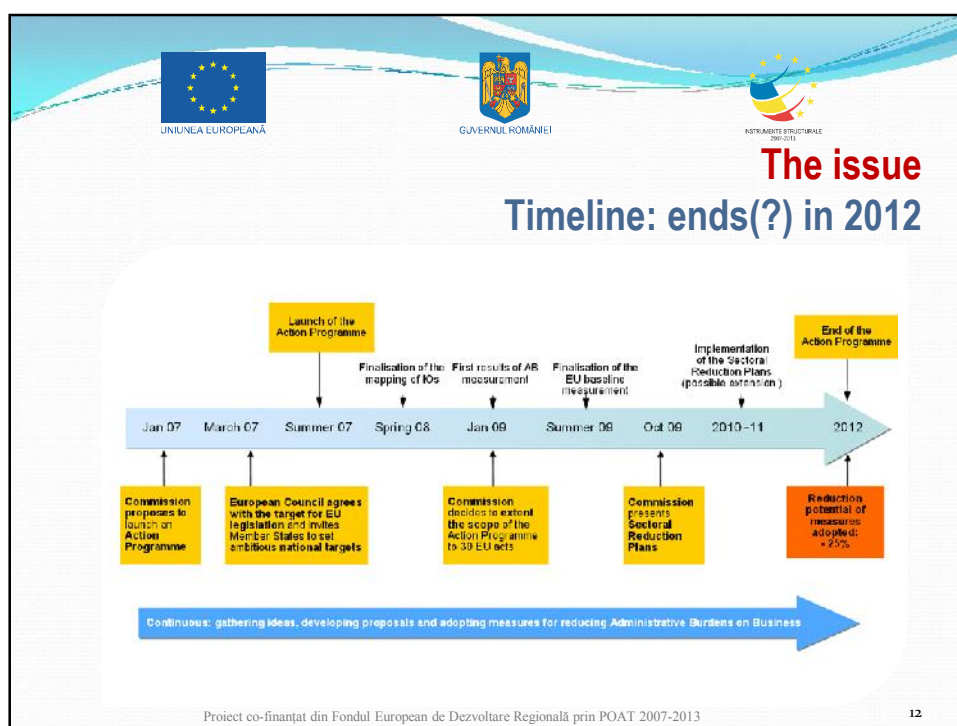 UNIUNEA EUROPEANĂ
GUVERNUL ROMÂNIEI
INSTRUMENTE STRUCTURALE
2007-2013
The issue
Timeline: ends(?) in 2012
Launch of the
Action Programme
End of the
Action Programme
Finalisation of the
mapping of IOs
First results of AB
measurement
Finalisation of the
EU baseline
measurement
Implementation
of the Sectoral
Reduction Plans
(possible extension )
Jan 07
March 07
Summer 07
Spring 08
Jan 09
Summer 09
Oct 09
2010-11
2012
Commission
proposes to
launch an
Action
Programme
European Council agrees
with the target for EU
legislation and invites
Member States to set
ambitious national targets
Commission
decides to extent
the scope of the
Action Programme
to 30 EU acts
Commission
presents
Sectoral
Reduction
Plans
Reduction
potential of
measures
adopted:
25%
Continuous: gathering ideas, developing proposals and adopting measures for reducing Administrative Burdens on Business
Proiect co-finanțat din Fondul European de Dezvoltare Regională prin POAT 2007-2013
12